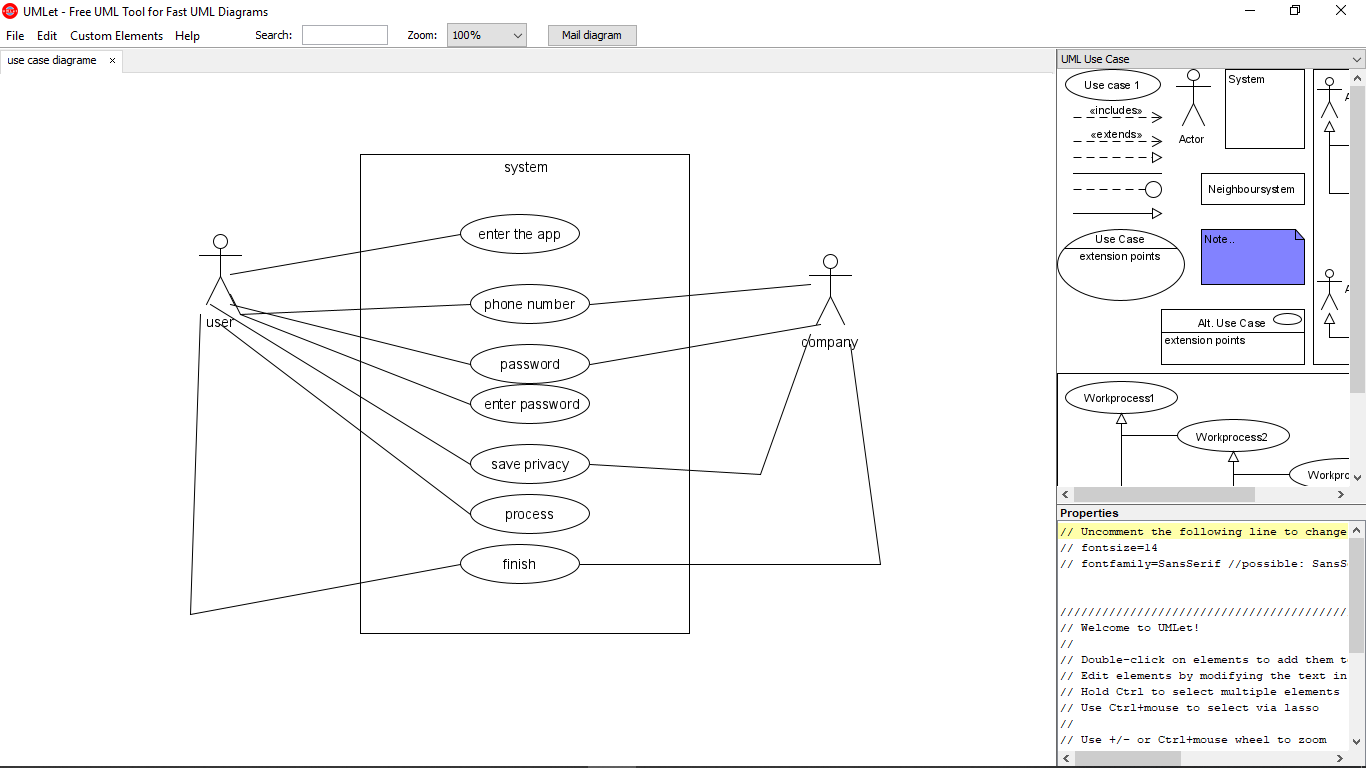 UMLet - Free UML Tool for Fast UML Diagrams
File Edit Custom Elements Help Search: Zoom: 100% Mail diagram
use case diagrame ×
system
enter the app
phone number
user
password
company
enter password
save privacy
process
finish
UML Use Case
Use case 1
System
«includes»
«extends»
Actor
Neighboursystem
Use Case
extension points
Note..
Alt. Use Case
extension points
Workprocess1
Workprocess2
Workpro
Properties
// Uncomment the following line to change
// fontsize=14
// fontfamily=SansSerif //possible: SansS
/////////////////////////////////////////
// Welcome to UMLet!
//
// Double-click on elements to add them to
// Edit elements by modifying the text in
// Hold Ctrl to select multiple elements
// Use Ctrl+mouse to select via lasso
//
// Use +/- or Ctrl+mouse wheel to zoom